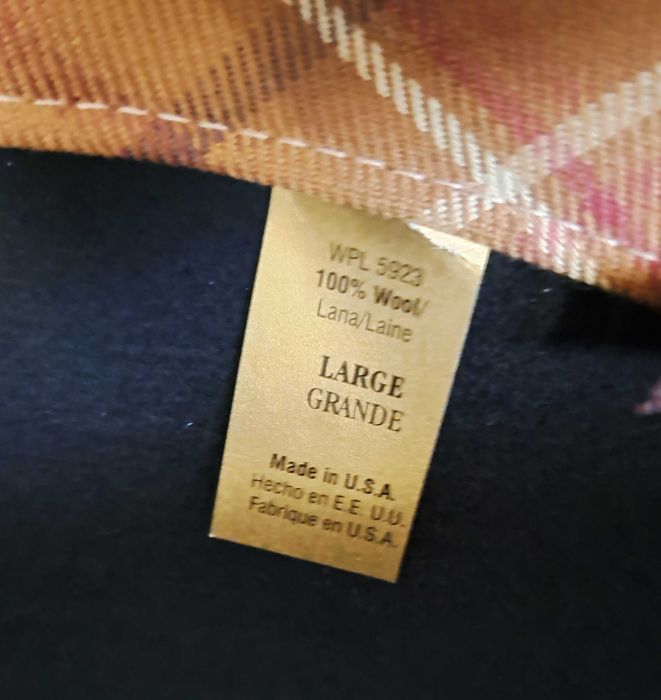 WPL 5923
100% Wool/
Lana/Laine
LARGE
GRANDE
Made in U.S.A.
Hecho en E.E. U.U.
Fabrique en U.S.A.